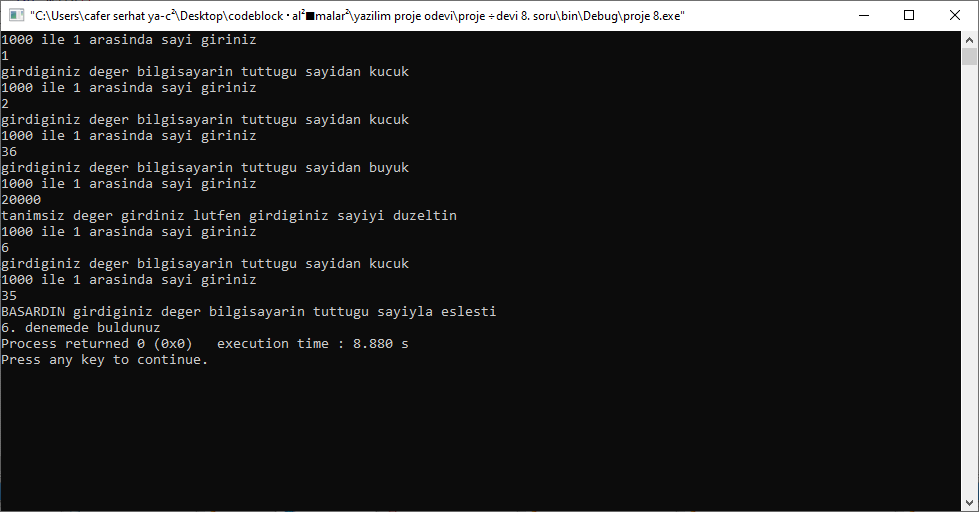 "C:\Users\cafer serhat ya-c²\Desktop\codeblock ·al²■malar²\yazilim proje odevi\proje ÷devi 8. soru\bin\Debug\proje 8.exe"
1000 ile 1 arasinda sayi giriniz
1
girdiginiz deger bilgisayarin tuttugu sayidan kucuk
1000 ile 1 arasinda sayi giriniz
2
girdiginiz deger bilgisayarin tuttugu sayidan kucuk
1000 ile 1 arasinda sayi giriniz
36
girdiginiz deger bilgisayarin tuttugu sayidan buyuk
1000 ile 1 arasinda sayi giriniz
20000
tanimsiz deger girdiniz lutfen girdiginiz sayiyi duzeltin
1000 ile 1 arasinda sayi giriniz
6
girdiginiz deger bilgisayarin tuttugu sayidan kucuk
1000 ile 1 arasinda sayi giriniz
35
BASARDIN girdiginiz deger bilgisayarin tuttugu sayiyla eslesti
6. denemede buldunuz
Process returned 0 (0x0)   execution time : 8.880 s
Press any key to continue.